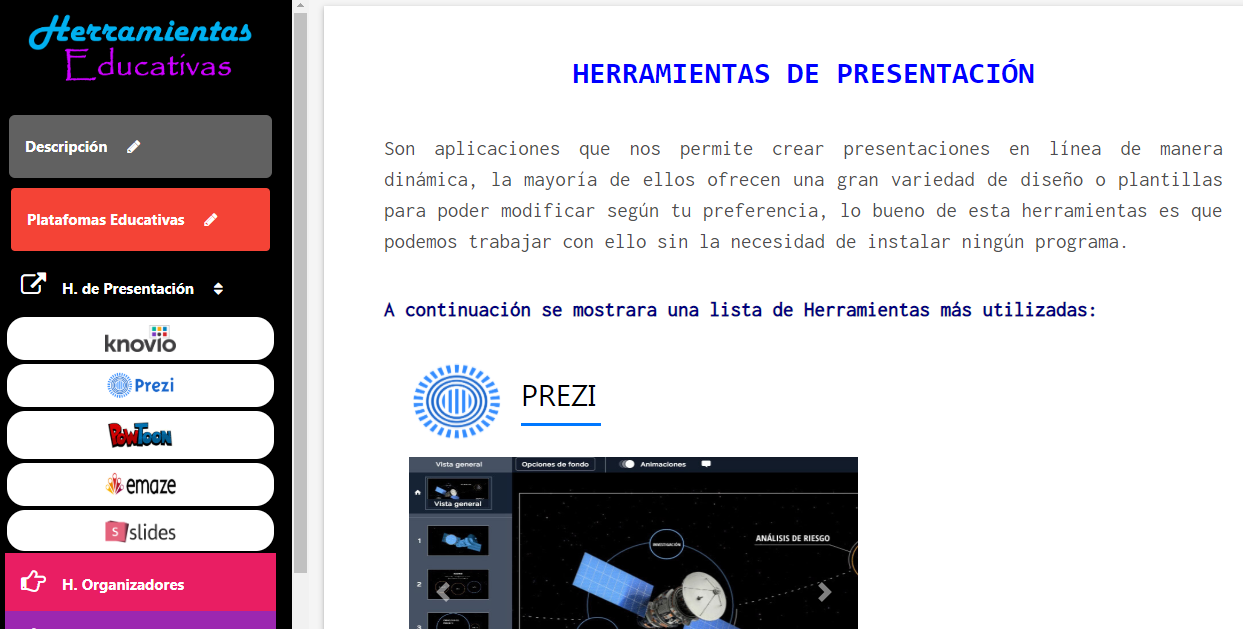 Herramientas
Educativas
Descripción
Platafomas Educativas
H. de Presentación
knovio
Prezi
PowToon
emaze
S slides
H. Organizadores
HERRAMIENTAS DE PRESENTACIÓN
Son aplicaciones que nos permite crear presentaciones en línea de manera
dinámica, la mayoría de ellos ofrecen una gran variedad de diseño o plantillas
para poder modificar según tu preferencia, lo bueno de esta herramientas es que
podemos trabajar con ello sin la necesidad de instalar ningún programa.
A continuación se mostrara una lista de Herramientas más utilizadas:
PREZI
Vista general
Opciones de fondo
Animaciones
Vista general
1
2
3
INVESTIGACIÓN
ANÁLISIS DE RIESGO